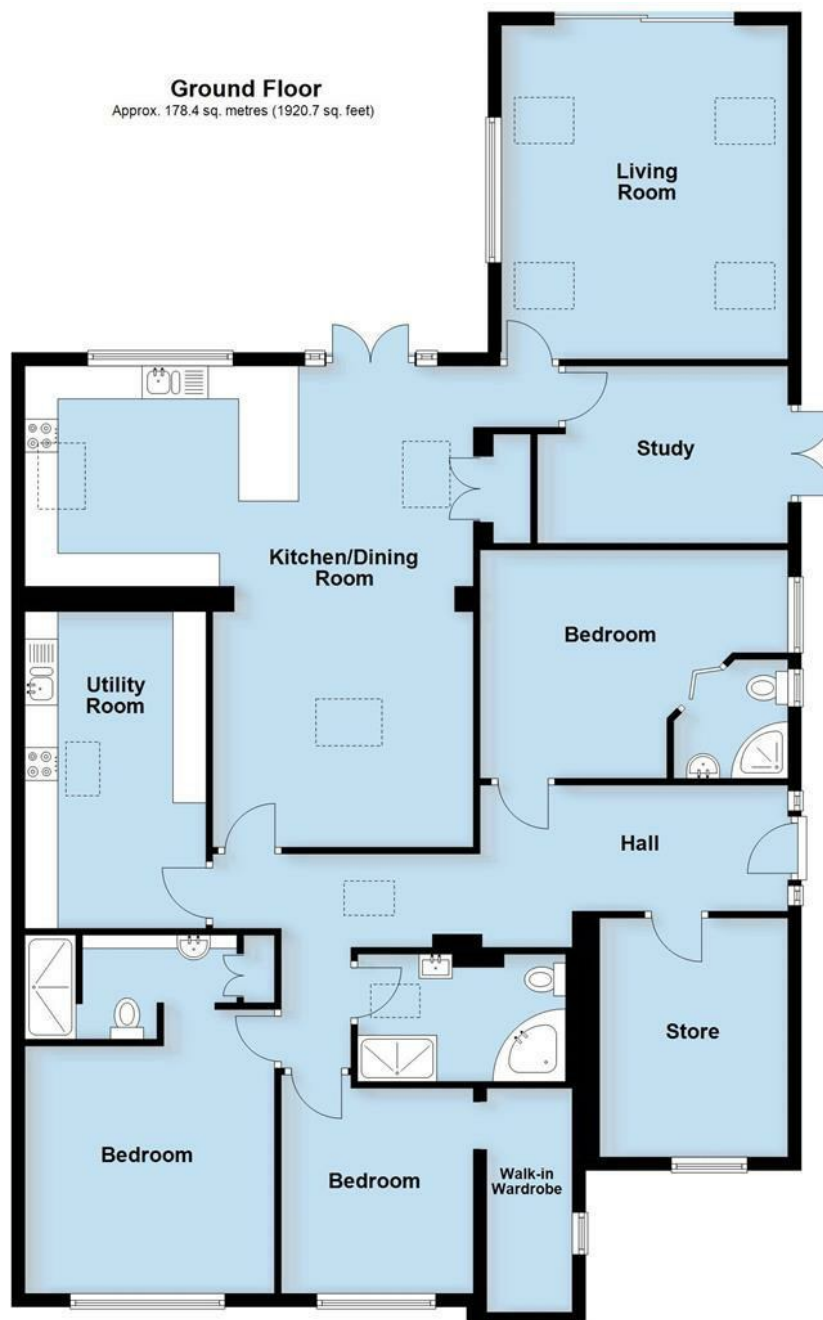 Ground Floor
Approx. 178.4 sq. metres (1920.7 sq. feet)
Living
Room
Study
Kitchen/Dining
Room
Bedroom
Utility
Room
Hall
Store
Bedroom
Bedroom
Walk-in
Wardrobe